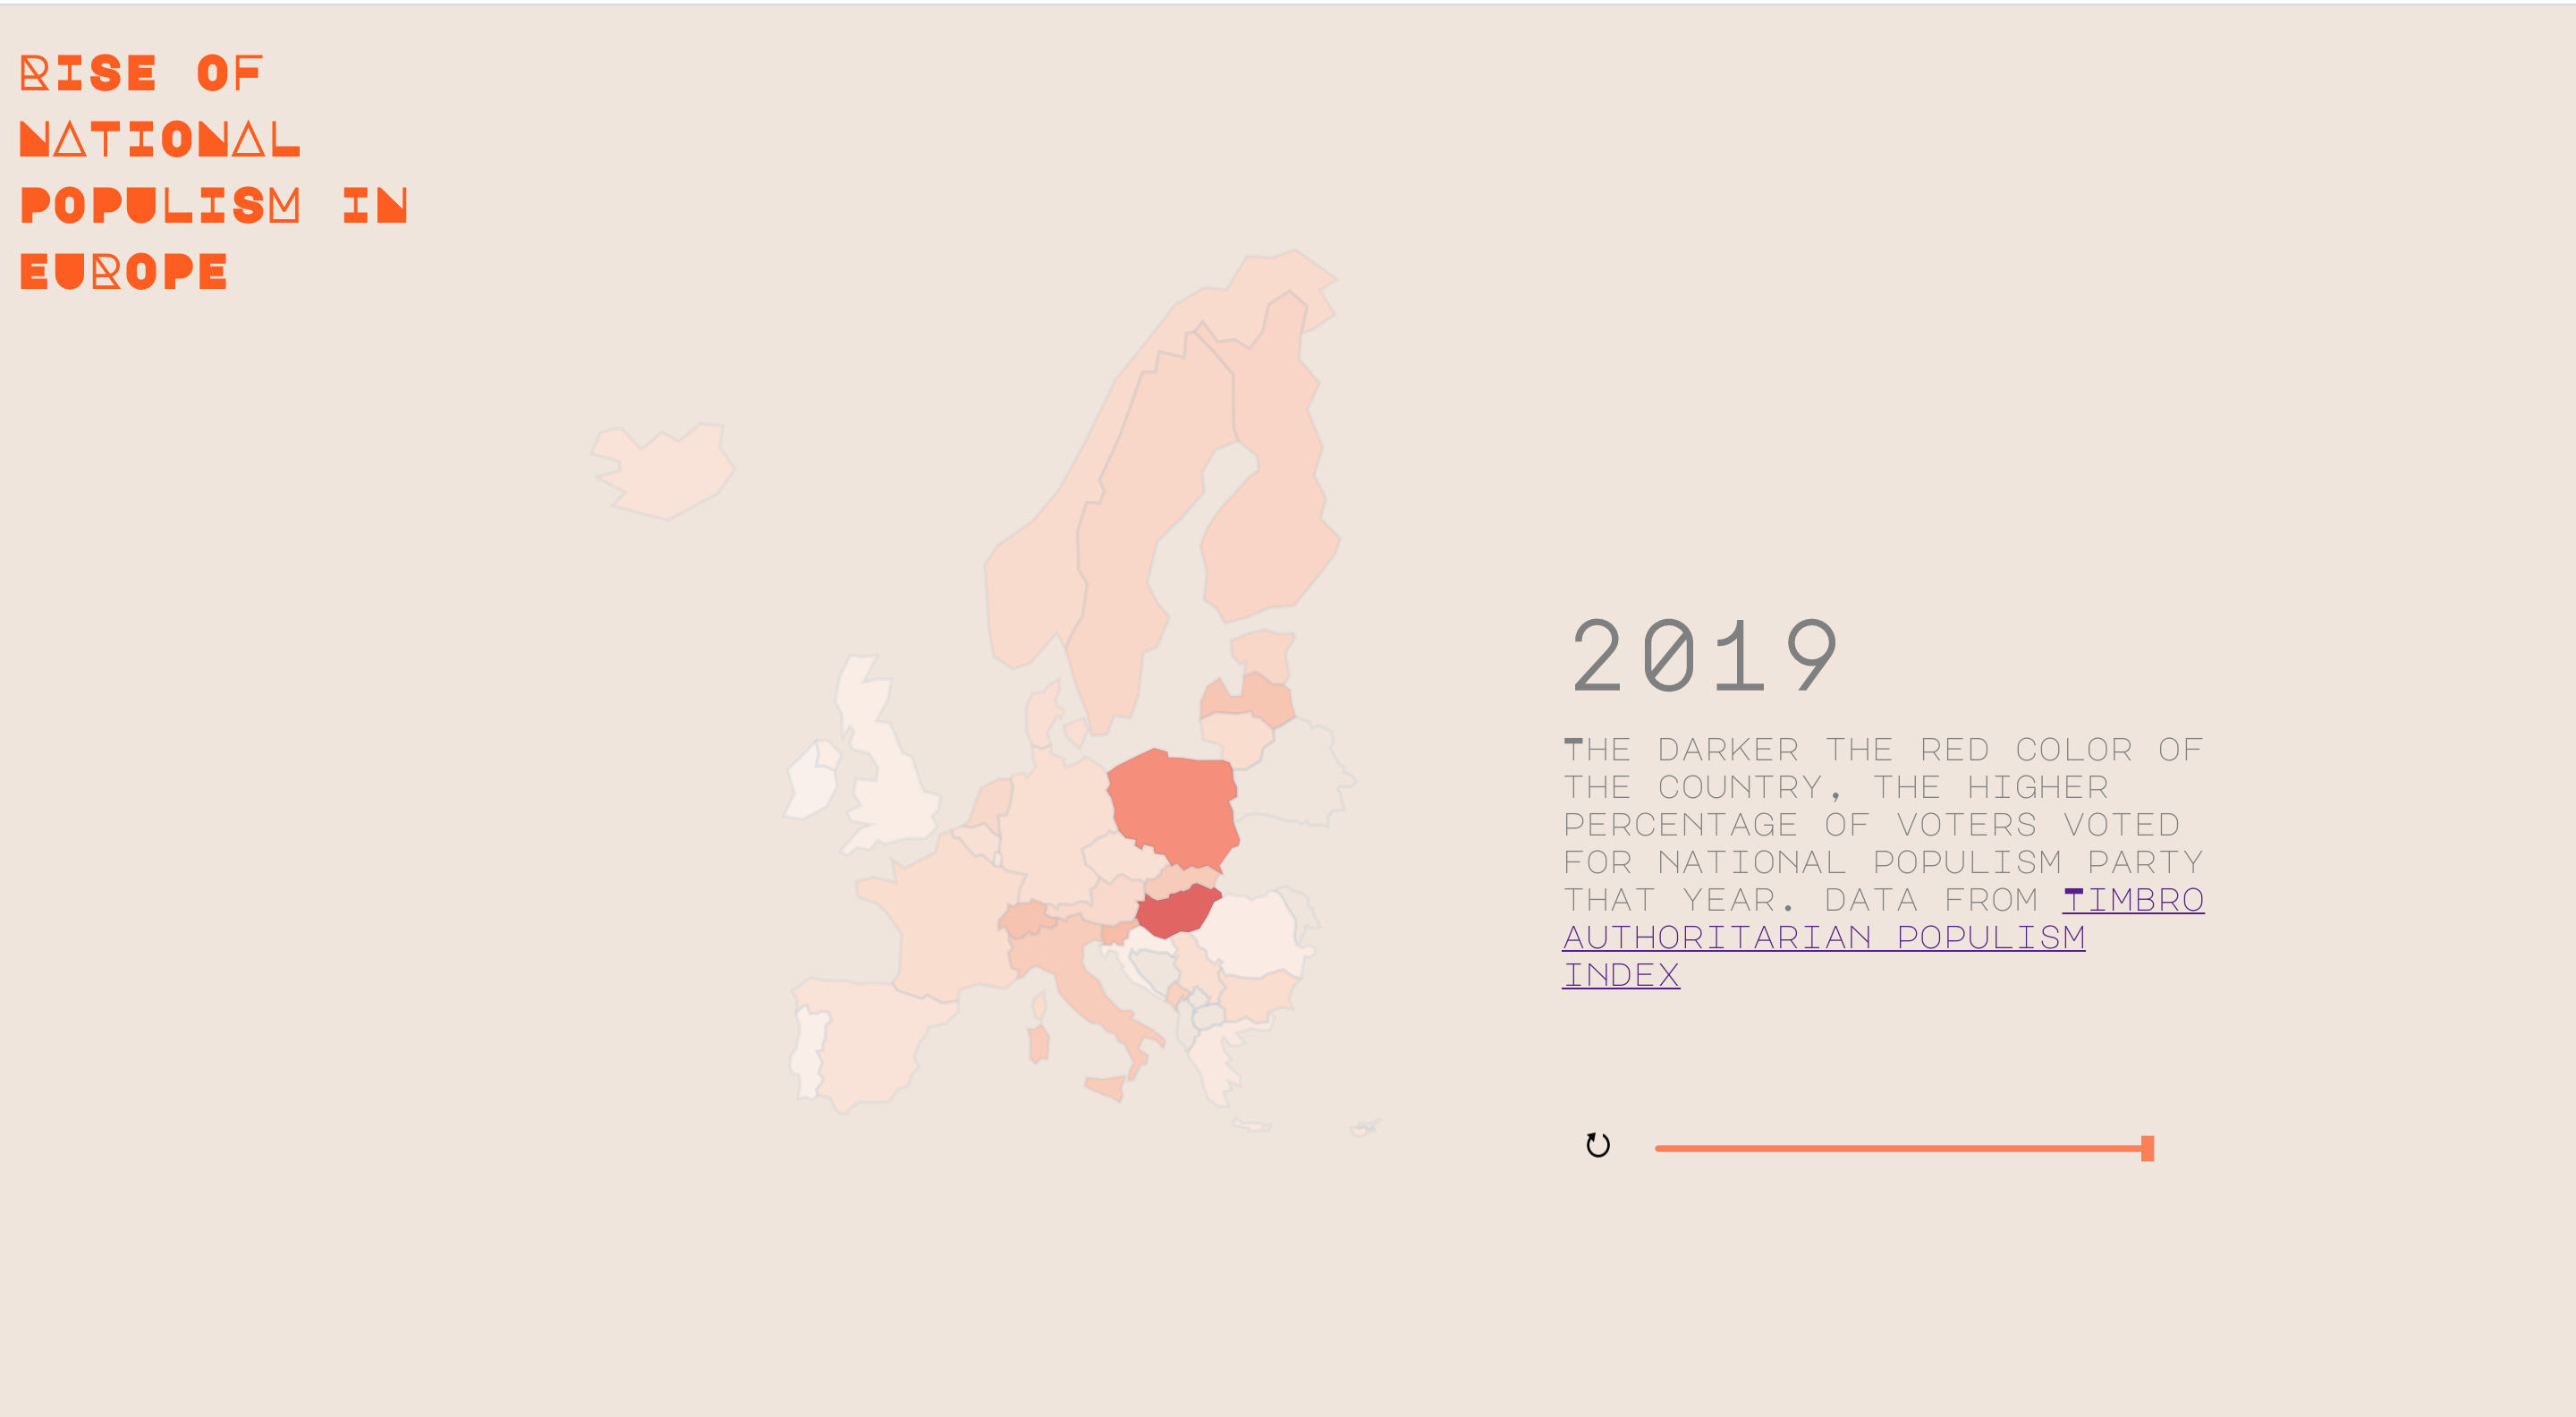 RISE OF
NATIONAL
POPULISM IN
EUROPE
2019
THE DARKER THE RED COLOR OF
THE COUNTRY, THE HIGHER
PERCENTAGE OF VOTERS VOTED
FOR NATIONAL POPULISM PARTY
THAT YEAR. DATA FROM TIMBRO
AUTHORITARIAN POPULISM
INDEX